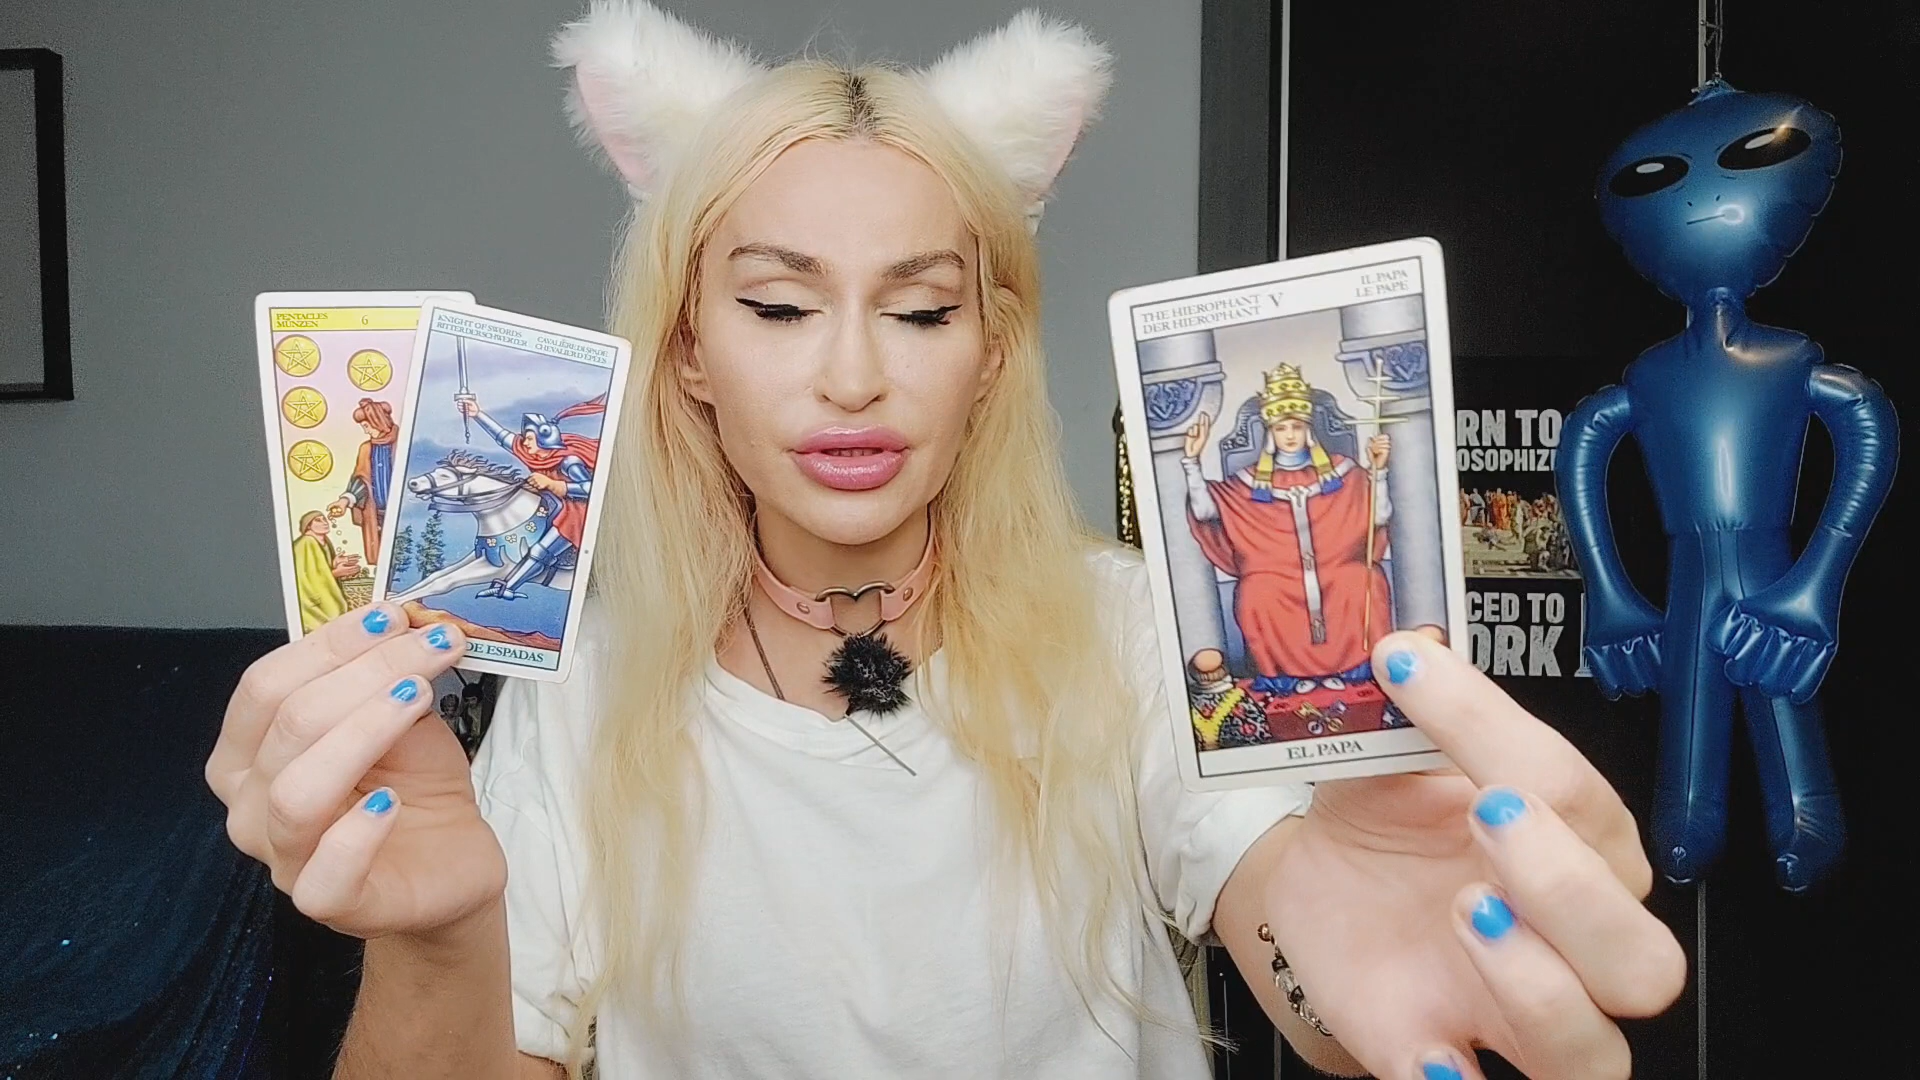 PENTACLES
MÜNZEN
6
KNIGHT OF SWORDS
RITTER DER SCHWERTER
CAVALIERE DI SPADE
CHEVALIER D'ÉPÉES
DE ESPADAS
THE HIEROPHANT
DER HIEROPHANT
V
IL PAPA
LE PAPE
EL PAPA
RN TO
OSOPHIZ
CED TO
ORK